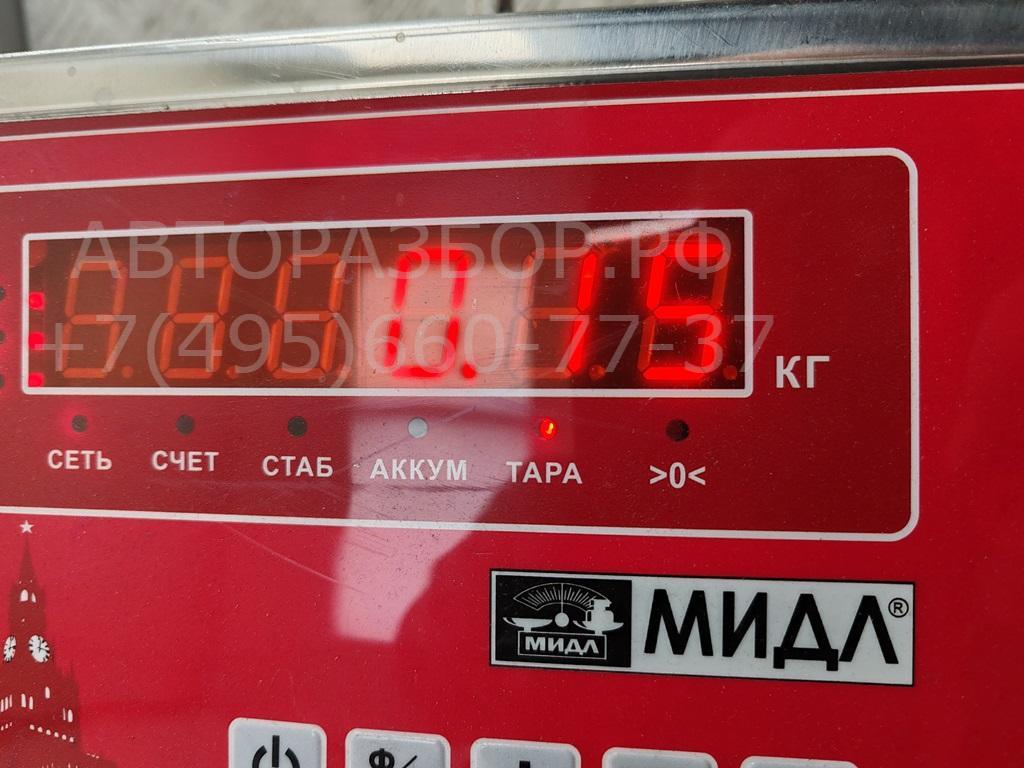 АВТОРАЗБОР.РФ
+7(495)660-77-37
0.15
КГ
СЕТЬ СЧЕТ СТАБ АККУМ ТАРА >0<
МИДЛ МИДЛ®